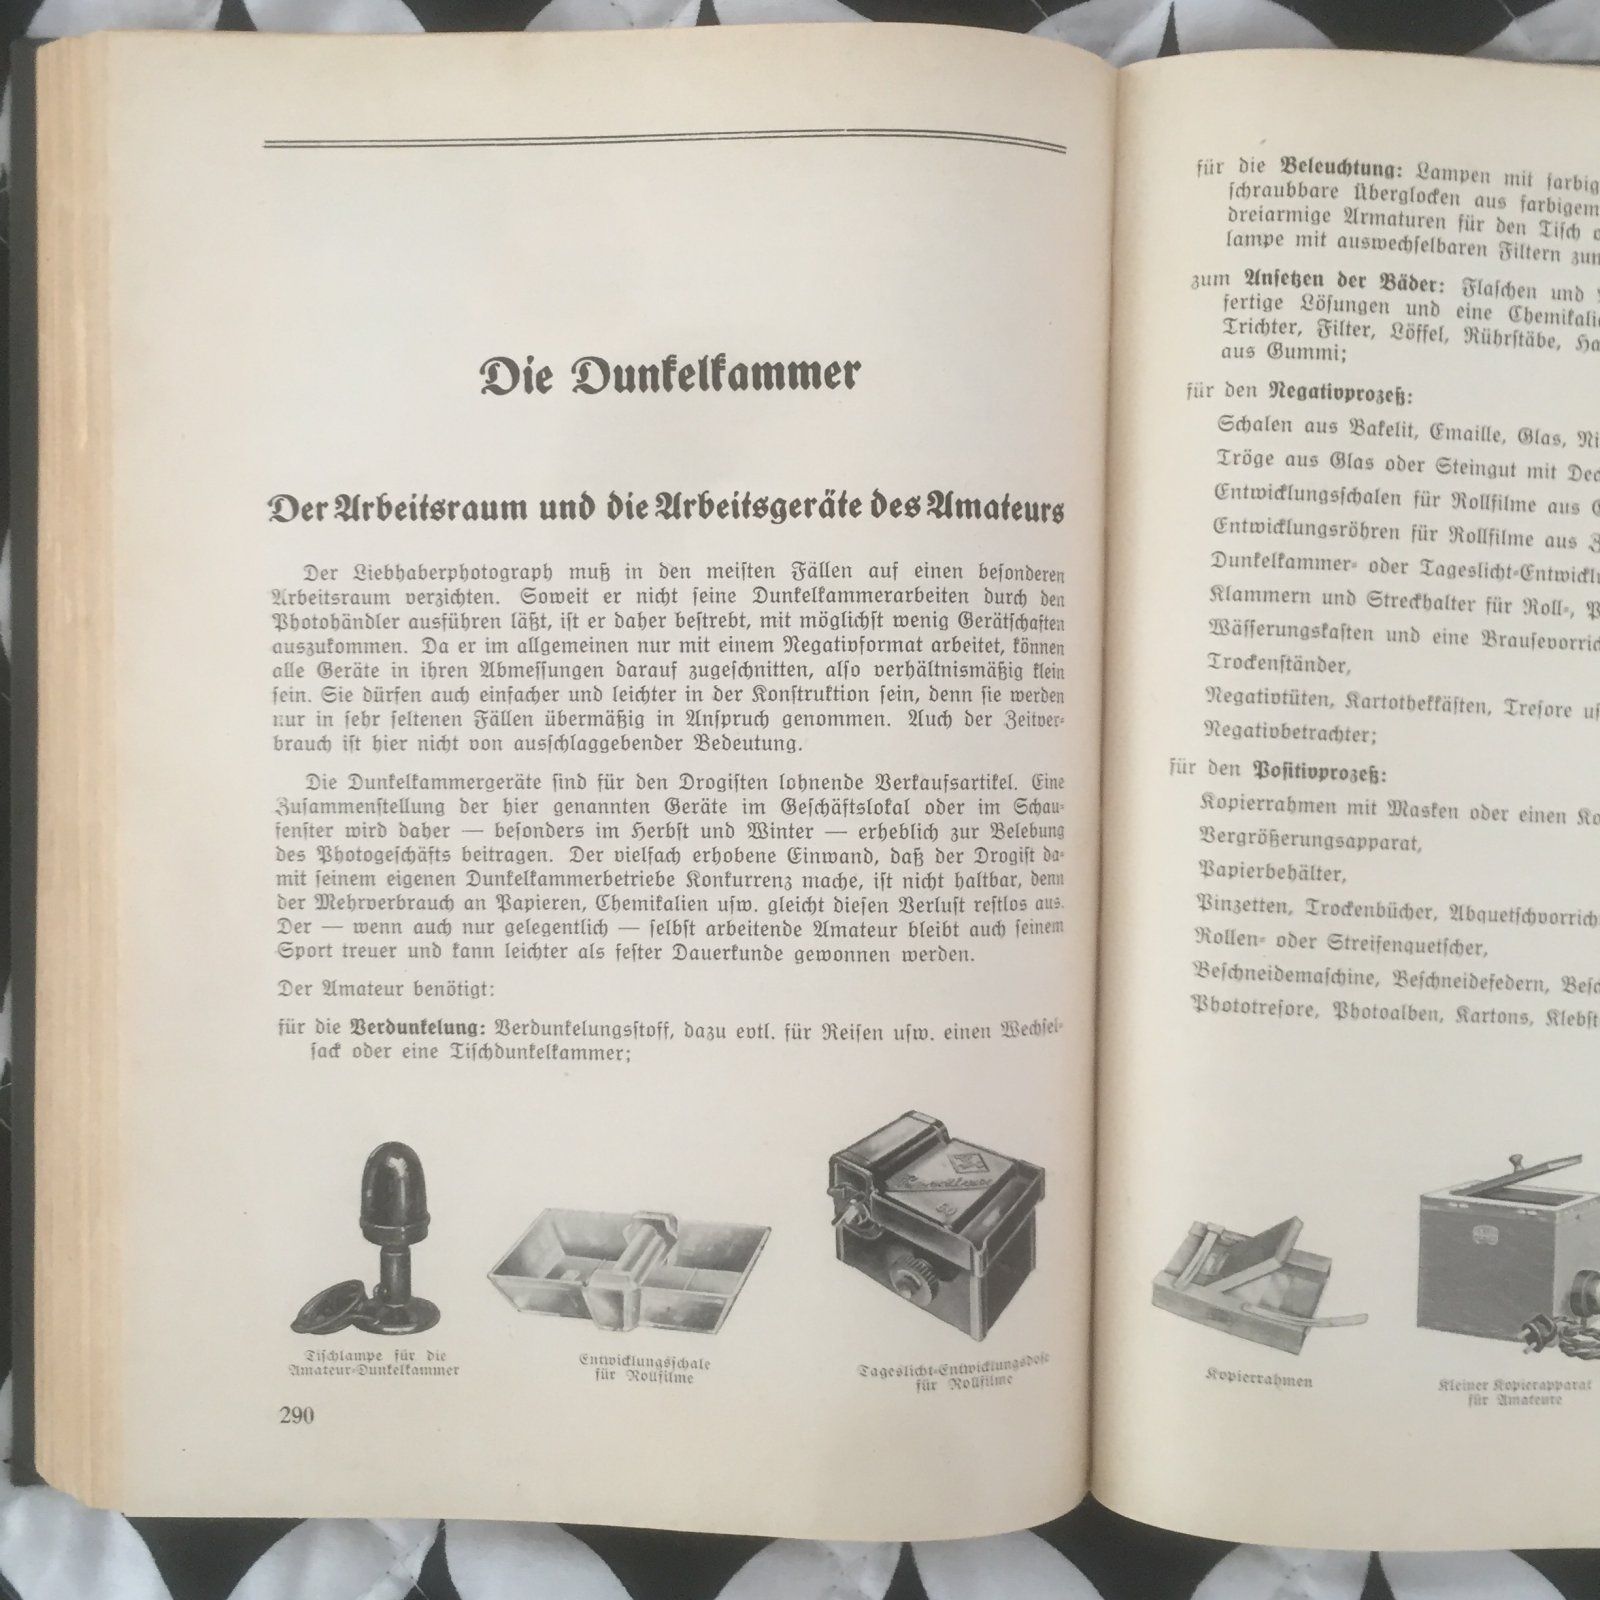 Die Dunkelkammer
Der Arbeitsraum und die Arbeitsgeräte des Amateurs
Der Liebhaberphotograph muß in den meisten Fällen auf einen besonderen
Arbeitsraum verzichten. Soweit er nicht seine Dunkelkammerarbeiten durch den
Photohändler ausführen läßt, ist er daher bestrebt, mit möglichst wenig Gerätschaften
auszukommen. Da er im allgemeinen nur mit einem Negativformat arbeitet, können
alle Geräte in ihren Abmessungen darauf zugeschnitten, also verhältnismäßig klein
sein. Sie dürfen auch einfacher und leichter in der Konstruktion sein, denn sie werden
nur in sehr seltenen Fällen übermäßig in Anspruch genommen. Auch der Zeitver-
brauch ist hier nicht von ausschlaggebender Bedeutung.
Die Dunkelkammergeräte sind für den Drogisten lohnende Verkaufsartikel. Eine
Zusammenstellung der hier genannten Geräte im Geschäftslokal oder im Schau-
fenster wird daher — besonders im Herbst und Winter — erheblich zur Belebung
des Photogeschäfts beitragen. Der vielfach erhobene Einwand, daß der Drogist da-
mit seinem eigenen Dunkelkammerbetriebe Konkurrenz mache, ist nicht haltbar, denn
der Mehrverbrauch an Papieren, Chemikalien usw. gleicht diesen Verlust restlos aus.
Der — wenn auch nur gelegentlich — selbst arbeitende Amateur bleibt auch seinem
Sport treuer und kann leichter als fester Dauerkunde gewonnen werden.
Der Amateur benötigt:
für die Verdunkelung: Verdunkelungsstoff, dazu evtl. für Reisen usw. einen Wechsel-
sack oder eine Tischdunkelkammer;
Tischlampe für die
Amateur-Dunkelkammer
Entwicklungsschale
für Rollfilme
Tageslicht-Entwicklungsdose
für Rollfilme
290
für die Beleuchtung: Lampen mit farbig
schraubbare Überglocken aus farbigem
dreiarmige Armaturen für den Tisch o
lampe mit auswechselbaren Filtern zum
zum Ansetzen der Bäder: Flaschen und
fertige Lösungen und eine Chemikali
Trichter, Filter, Löffel, Rührstäbe, Ha
aus Gummi;
für den Negativprozeß:
Schalen aus Bakelit, Emaille, Glas, Ni
Tröge aus Glas oder Steingut mit Dec
Entwicklungsschalen für Rollfilme aus
Entwicklungsröhren für Rollfilme aus
Dunkelkammer- oder Tageslicht-Entwickl
Klammern und Streckhalter für Roll-, P
Wässerungskasten und eine Brausevorric
Trockenständer,
Negativtüten, Kartothekkästen, Tresore us
Negativbetrachter;
für den Positivprozeß:
Kopierrahmen mit Masken oder einen Ko
Vergrößerungsapparat,
Papierbehälter,
Pinzetten, Trockenbücher, Abquetschvorrich
Rollen- oder Streifenquetscher,
Beschneidemaschine, Beschneidefedern, Besc
Phototresore, Photoalben, Kartons, Klebst
Kopierrahmen
Kleiner Kopierapparat
für Amateure